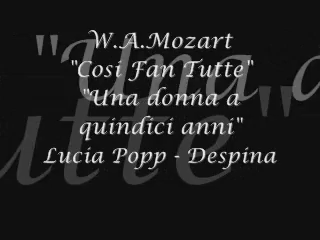 W.A.Mozart
"Cosi Fan Tutte"
"Una donna a
quindici anni"
Lucia Popp - Despina